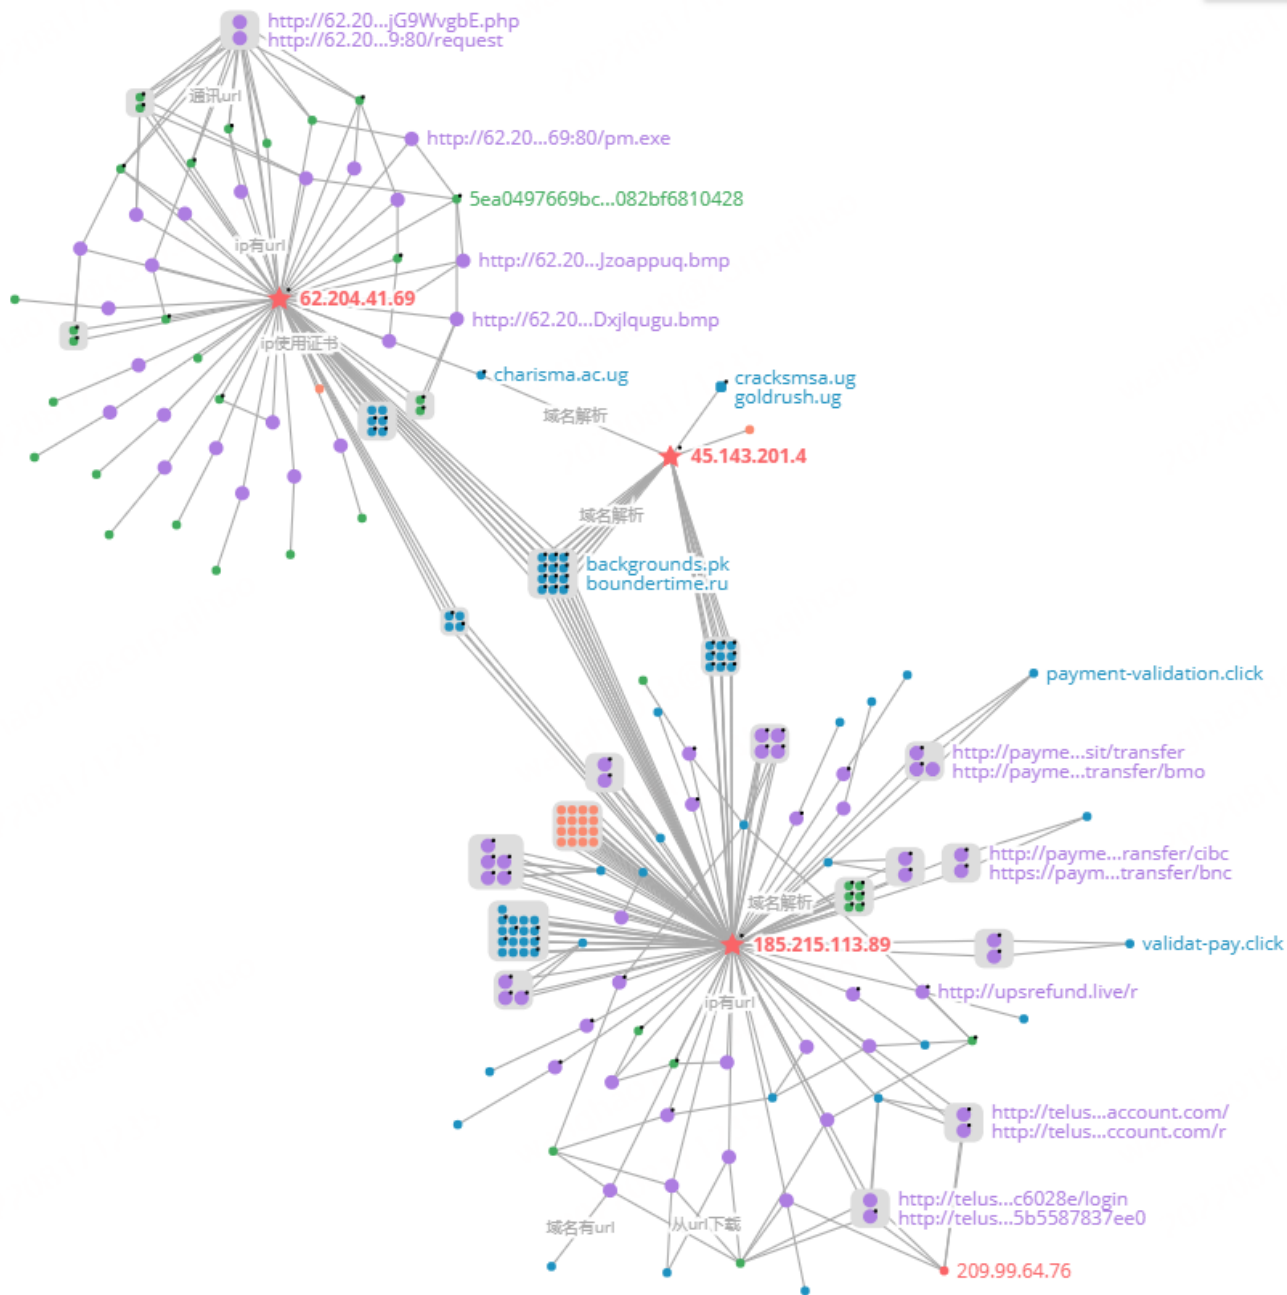 http://62.20...jG9WvgbE.php
http://62.20...9:80/request
通讯url
http://62.20...69:80/pm.exe
5ea0497669bc...082bf6810428
ip有url
http://62.20...Jzoappuq.bmp
62.204.41.69
http://62.20...Dxjlqugu.bmp
ip使用证书
charisma.ac.ug
cracksmsa.ug
goldrush.ug
域名解析
45.143.201.4
域名解析
backgrounds.pk
boundertime.ru
payment-validation.click
http://payme...sit/transfer
http://payme...transfer/bmo
http://payme...ransfer/cibc
https://paym...transfer/bnc
域名解析
185.215.113.89
validat-pay.click
http://upsrefund.live/r
ip有url
http://telus...account.com/
http://telus...ccount.com/r
http://telus...c6028e/login
http://telus...5b5587837ee0
域名有url
从url下载
209.99.64.76